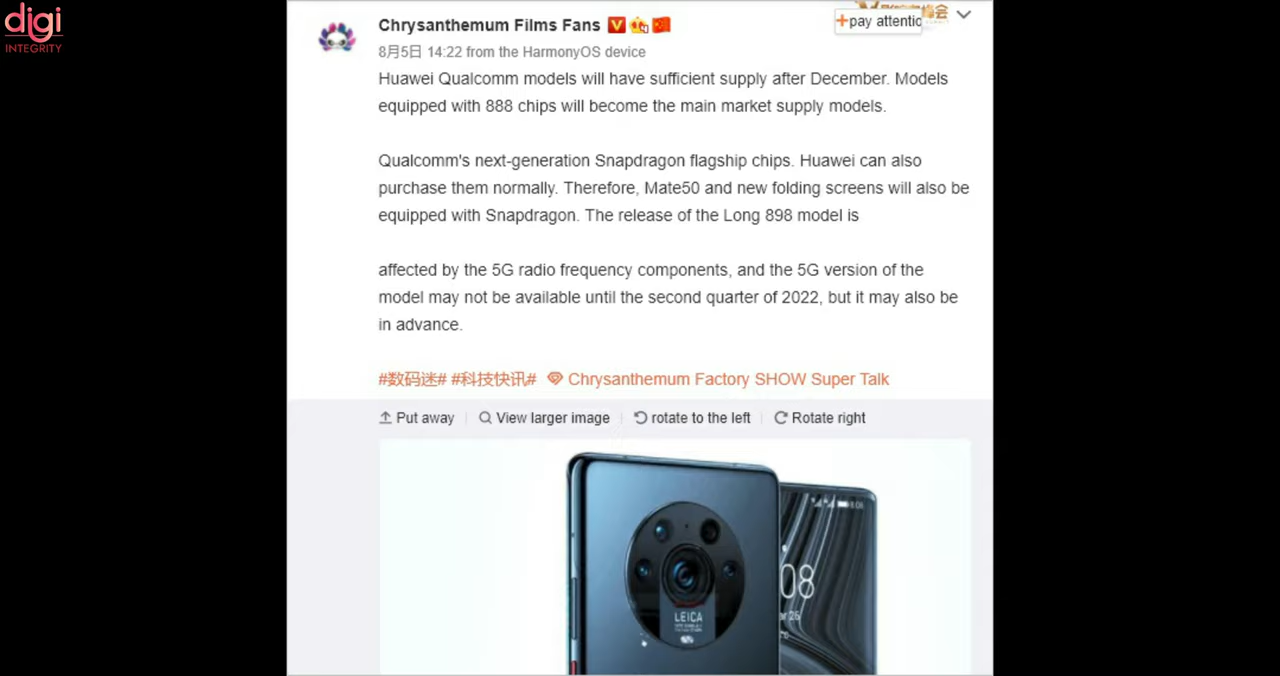 digi
INTEGRITY
Chrysanthemum Films Fans
+pay attentio
峰会
8月5日 14:22 from the HarmonyOS device
Huawei Qualcomm models will have sufficient supply after December. Models
equipped with 888 chips will become the main market supply models.
Qualcomm's next-generation Snapdragon flagship chips. Huawei can also
purchase them normally. Therefore, Mate50 and new folding screens will also be
equipped with Snapdragon. The release of the Long 898 model is
affected by the 5G radio frequency components, and the 5G version of the
model may not be available until the second quarter of 2022, but it may also be
in advance.
#数码迷# #科技快讯# Chrysanthemum Factory SHOW Super Talk
Put away View larger image rotate to the left Rotate right
LEICA